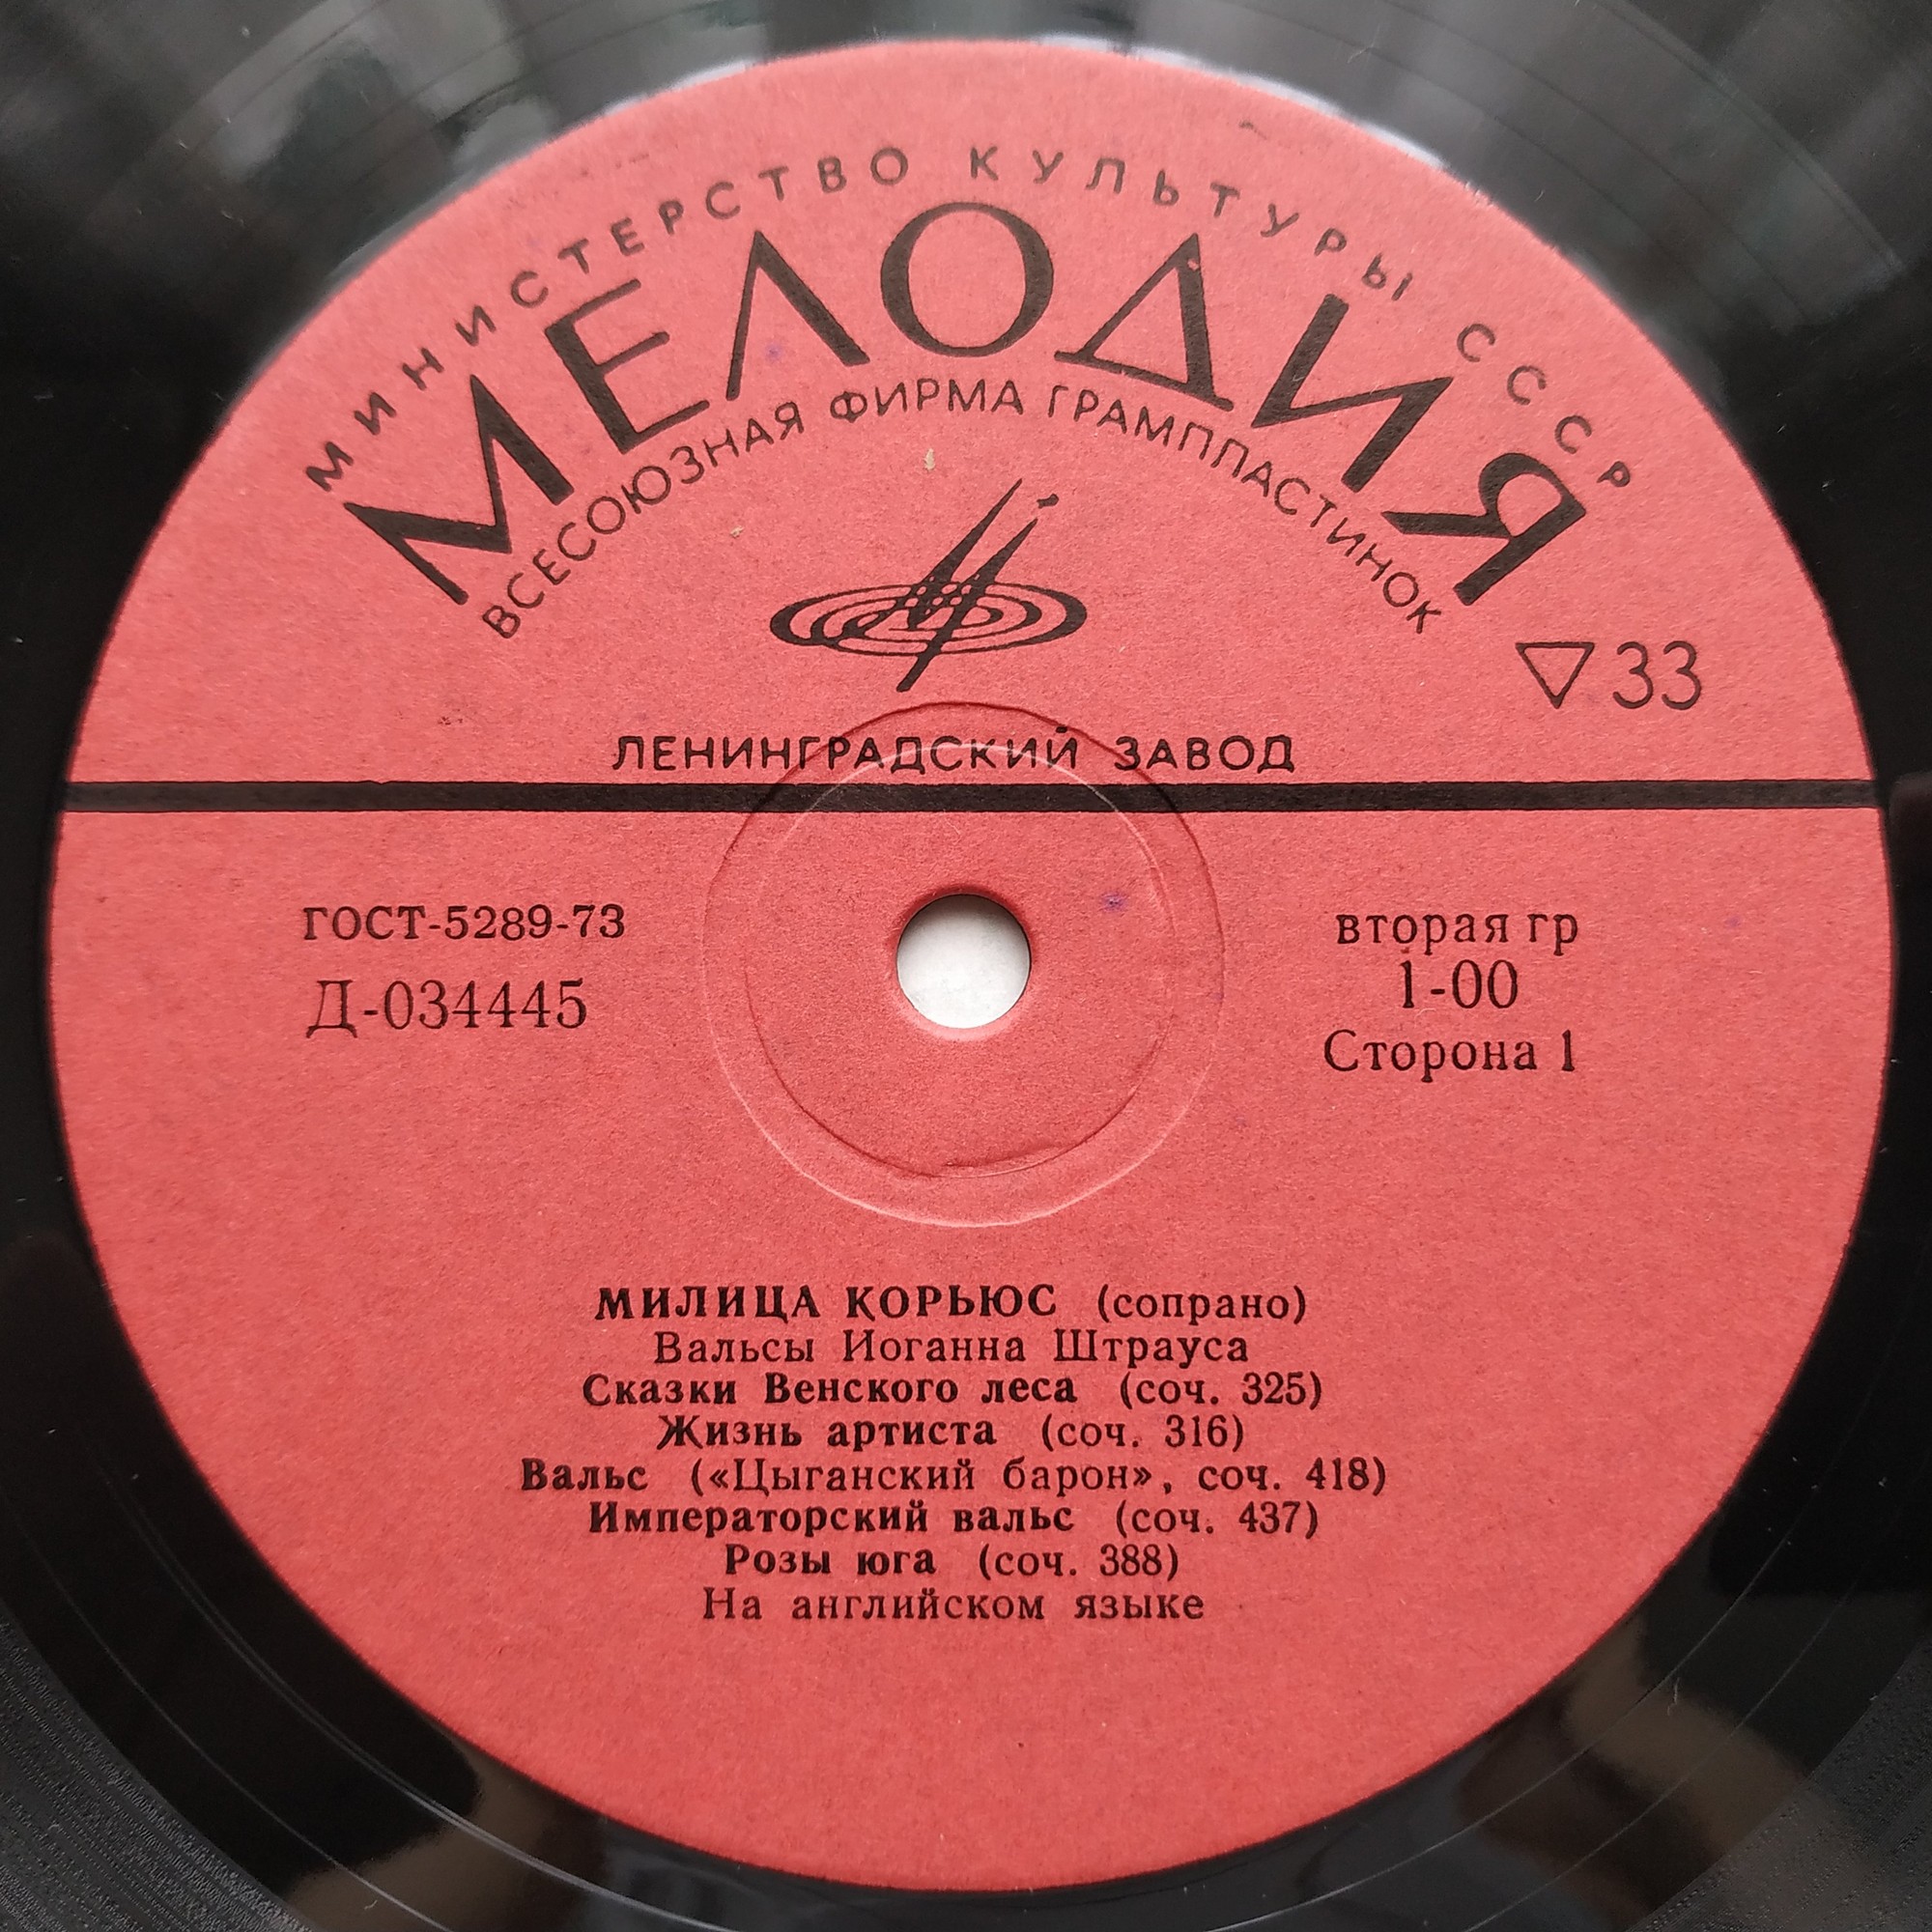 МИНИСТЕРСТВО КУЛЬТУРЫ СССР
МЕЛОДИЯ
ВСЕСОЮЗНАЯ ФИРМА ГРАМПЛАСТИНОК
▽33
ЛЕНИНГРАДСКИЙ ЗАВОД
ГОСТ-5289-73
Д-034445
вторая гр
1-00
Сторона 1
МИЛИЦА КОРЬЮС (сопрано)
Вальсы Иоганна Штрауса
Сказки Венского леса (соч. 325)
Жизнь артиста (соч. 316)
Вальс («Цыганский барон», соч. 418)
Императорский вальс (соч. 437)
Розы юга (соч. 388)
На английском языке